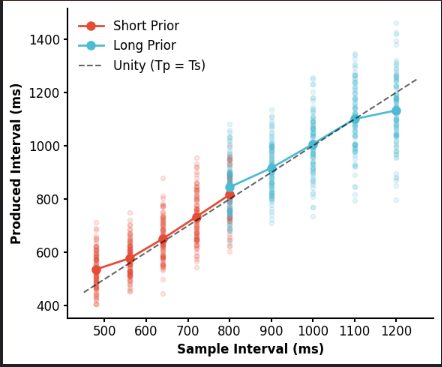 Short Prior
Long Prior
Unity (Tp = Ts)
Produced Interval (ms)
1400
1200
1000
800
600
400
500
600
700
800
900
1000
1100
1200
Sample Interval (ms)